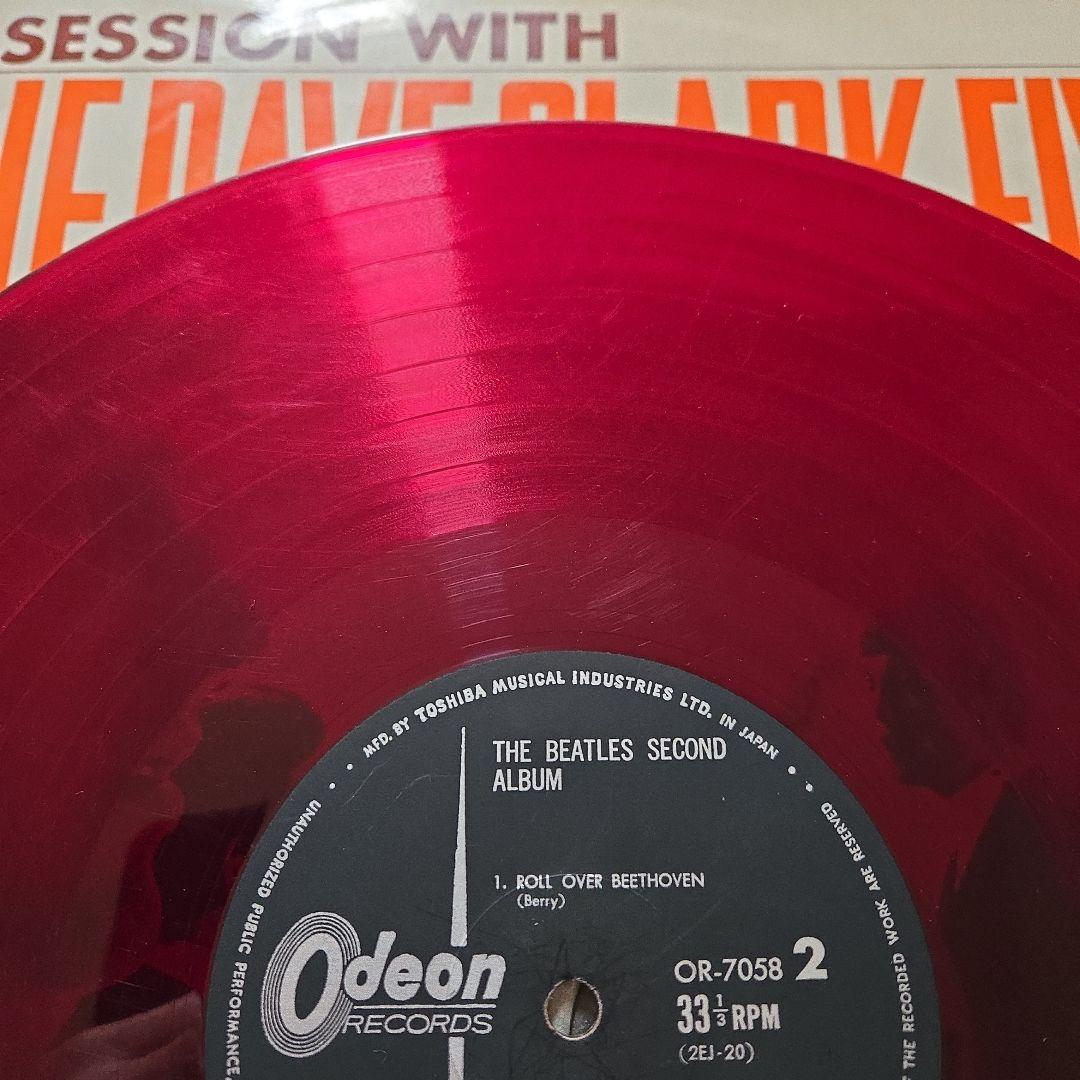 SESSION WITH
DAVE CLARK
MFD. BY TOSHIBA MUSICAL INDUSTRIES LTD. IN JAPAN
THE BEATLES SECOND
ALBUM
1. ROLL OVER BEETHOVEN
(Berry)
Odeon
RECORDS
OR-7058 2
33 1/3 RPM
(2EJ-20)
UNAUTHORIZED PUBLIC PERFORMANCE,
THE RECORDED WORK ARE RESERVED